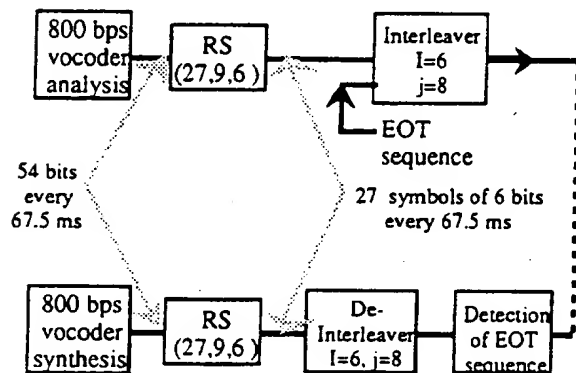 800 bps
vocoder
analysis
RS
(27,9,6 )
Interleaver
I=6
j=8
EOT
sequence
54 bits
every
67.5 ms
27 symbols of 6 bits
every 67.5 ms
800 bps
vocoder
synthesis
RS
(27,9,6)
De-
Interleaver
I=6, j=8
Detection
of EOT
sequence